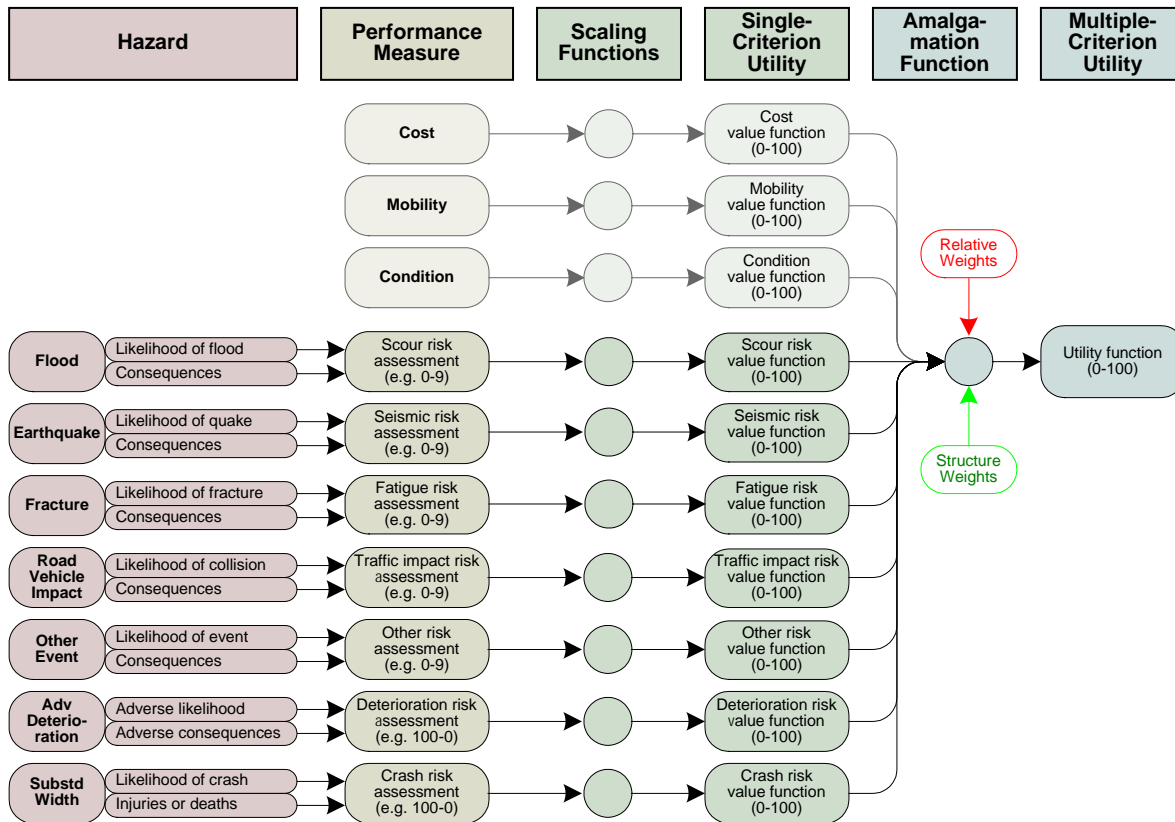 Hazard
Performance
Measure
Scaling
Functions
Single-
Criterion
Utility
Amalga-
mation
Function
Multiple-
Criterion
Utility
Cost
Cost
value function
(0-100)
Mobility
Mobility
value function
(0-100)
Condition
Condition
value function
(0-100)
Relative
Weights
Flood
Likelihood of flood
Consequences
Scour risk
assessment
(e.g. 0-9)
Scour risk
value function
(0-100)
Utility function
(0-100)
Earthquake
Likelihood of quake
Consequences
Seismic risk
assessment
(e.g. 0-9)
Seismic risk
value function
(0-100)
Structure
Weights
Fracture
Likelihood of fracture
Consequences
Fatigue risk
assessment
(e.g. 0-9)
Fatigue risk
value function
(0-100)
Road
Vehicle
Impact
Likelihood of collision
Consequences
Traffic impact risk
assessment
(e.g. 0-9)
Traffic impact risk
value function
(0-100)
Other
Event
Likelihood of event
Consequences
Other risk
assessment
(e.g. 0-9)
Other risk
value function
(0-100)
Adv
Deterio-
ration
Adverse likelihood
Adverse consequences
Deterioration risk
assessment
(e.g. 100-0)
Deterioration risk
value function
(0-100)
Substd
Width
Likelihood of crash
Injuries or deaths
Crash risk
assessment
(e.g. 100-0)
Crash risk
value function
(0-100)